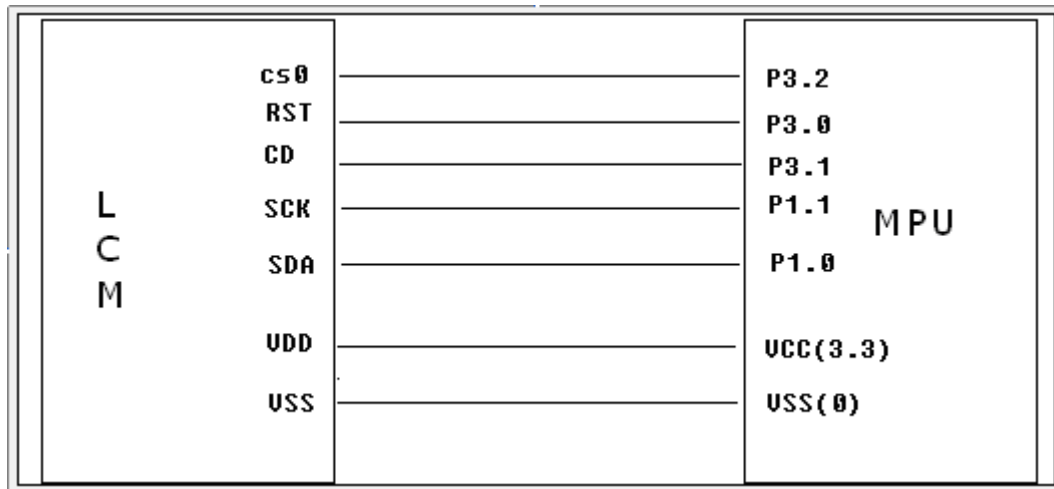 cs0 P3.2
RST P3.0
CD P3.1
SCK P1.1
SDA P1.0
VDD VCC(3.3)
VSS VSS(0)
L
C
M
MPU